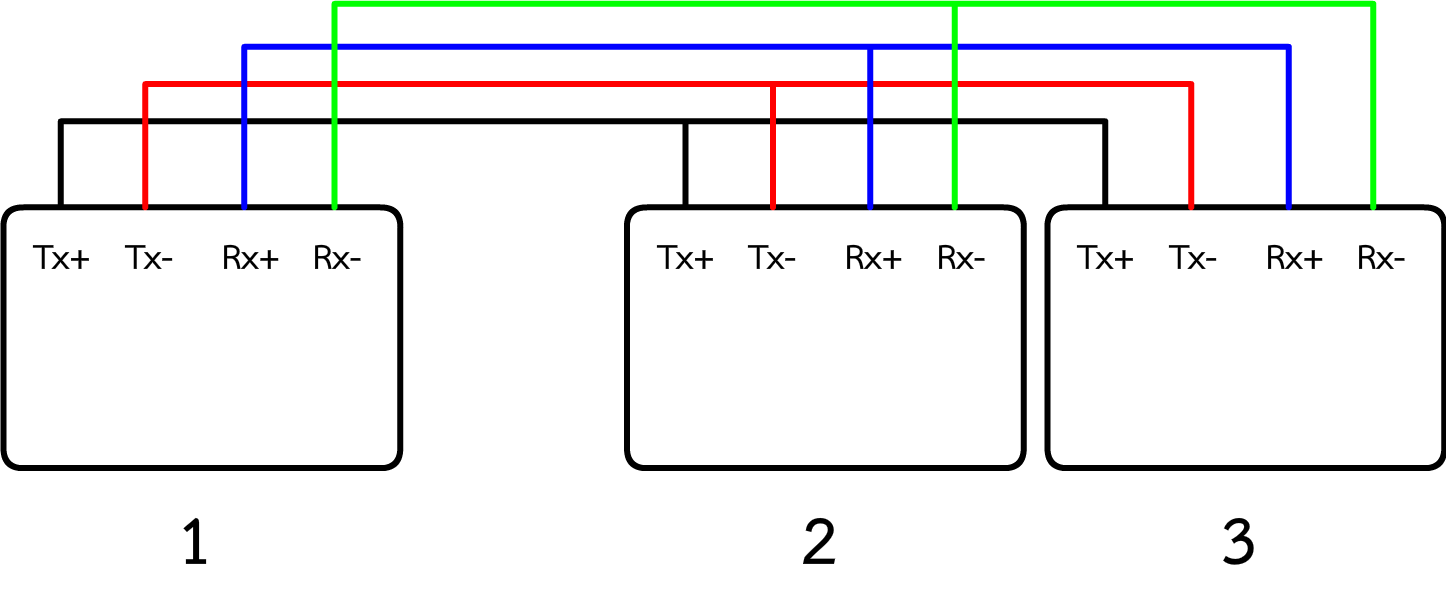 Tx+ Tx- Rx+ Rx- Tx+ Tx- Rx+ Rx- Tx+ Tx- Rx+ Rx-
1 2 3